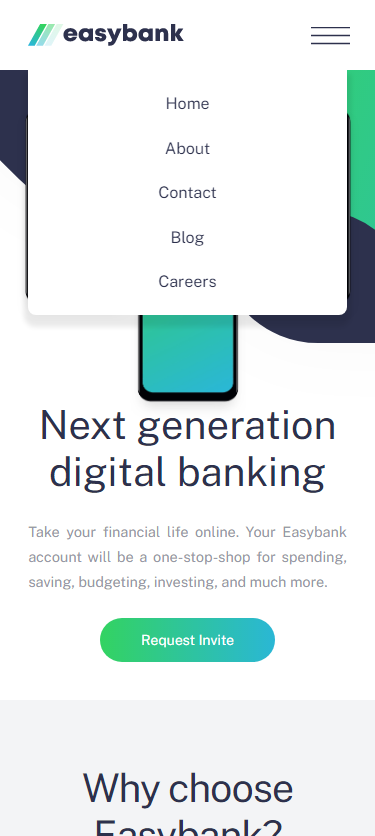 easybank
Home
About
Contact
Blog
Careers
Next generation
digital banking
Take your financial life online. Your Easybank
account will be a one-stop-shop for spending,
saving, budgeting, investing, and much more.
Request Invite
Why choose
Easybank?